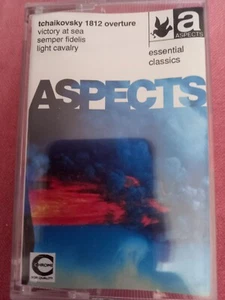 tchaikovsky 1812 overture
victory at sea
semper fidelis
light cavalry
a
ASPECTS
essential
classics
ASPECTS